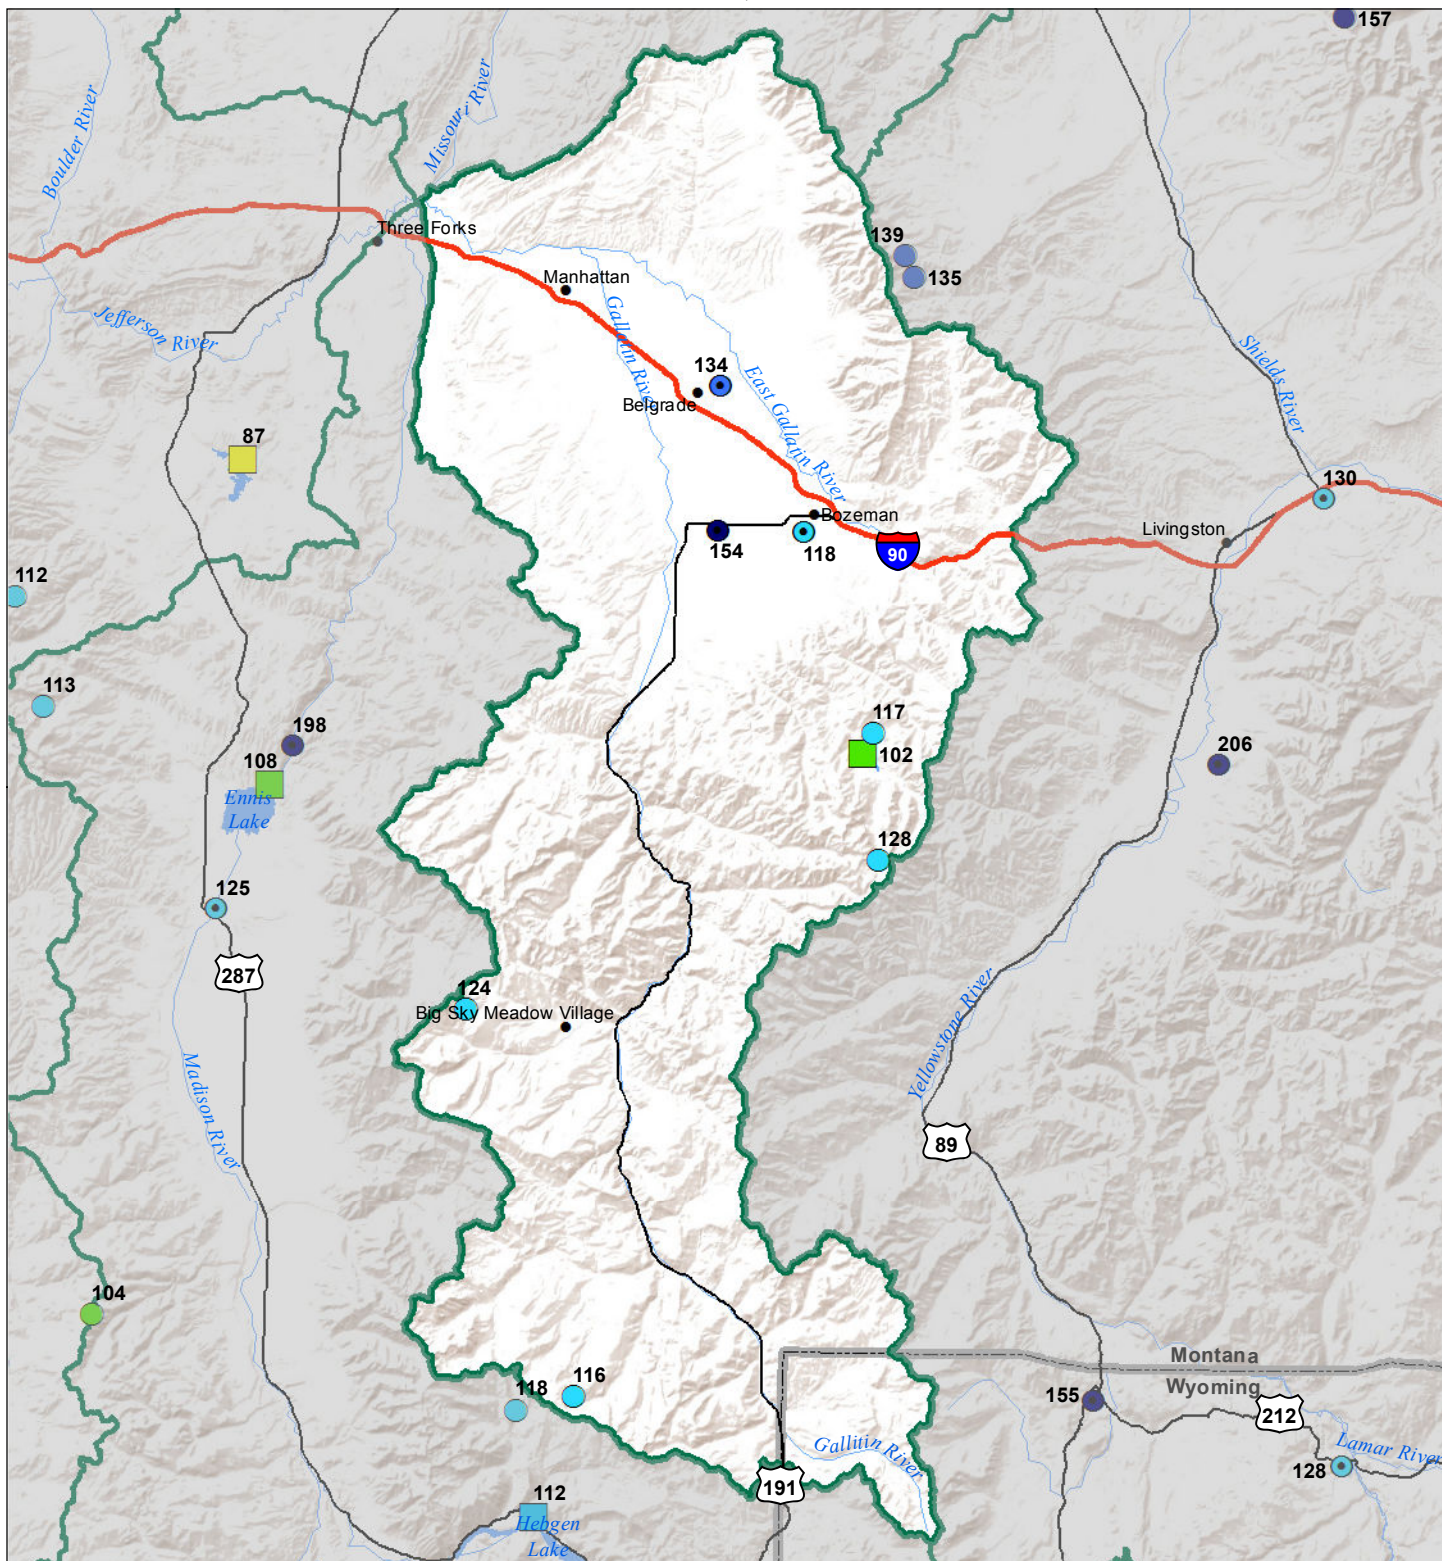 157
Missouri River
Boulder River
Three Forks
139
135
Manhattan
Jefferson River
Gallatin River
East Gallatin River
Shields River
134
Belgrade
87
130
Bozeman
Livingston
154
118
90
112
113
198
117
102
206
108
Ennis
Lake
128
125
287
124
Big Sky Meadow Village
Yellowstone River
Madison River
89
104
Montana
Wyoming
116
118
155
212
Gallitin River
Lamar River
128
191
112
Hebgen
Lake